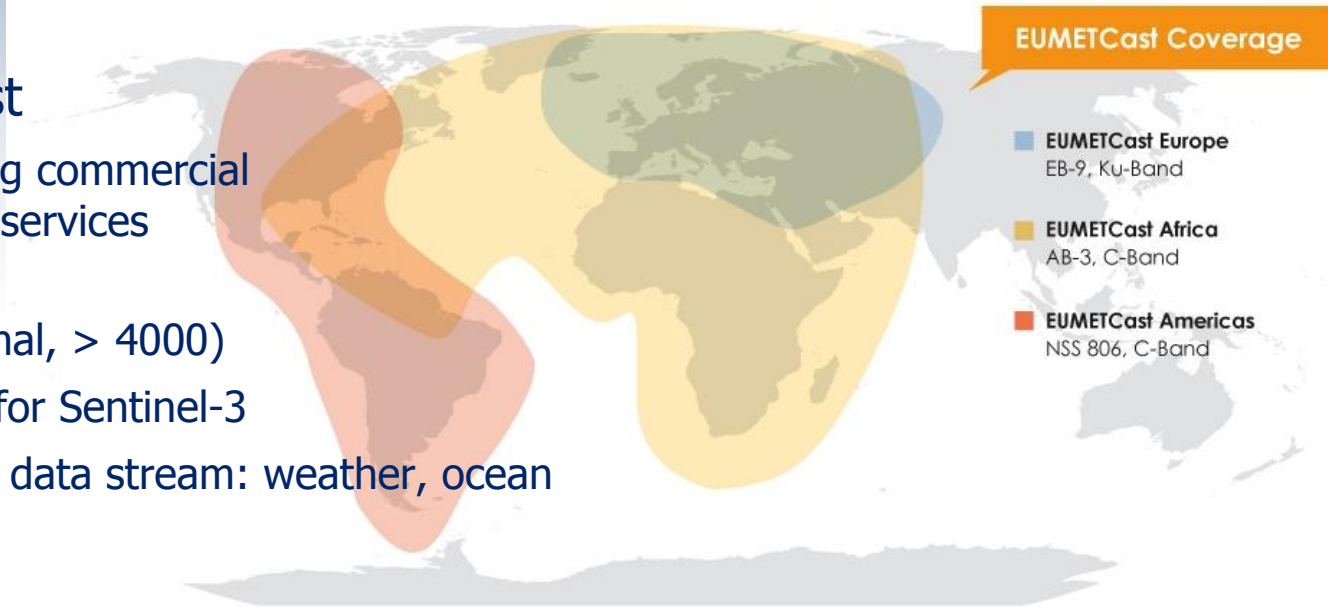 st
g commercial
services
nal, > 4000)
for Sentinel-3
data stream: weather, ocean
EUMETCast Coverage
EUMETCast Europe
EB-9, Ku-Band
EUMETCast Africa
AB-3, C-Band
EUMETCast Americas
NSS 806, C-Band